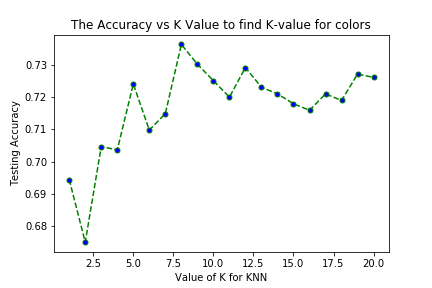 The Accuracy vs K Value to find K-value for colors
0.73
0.72
0.71
0.70
0.69
0.68
Testing Accuracy
2.5 5.0 7.5 10.0 12.5 15.0 17.5 20.0
Value of K for KNN